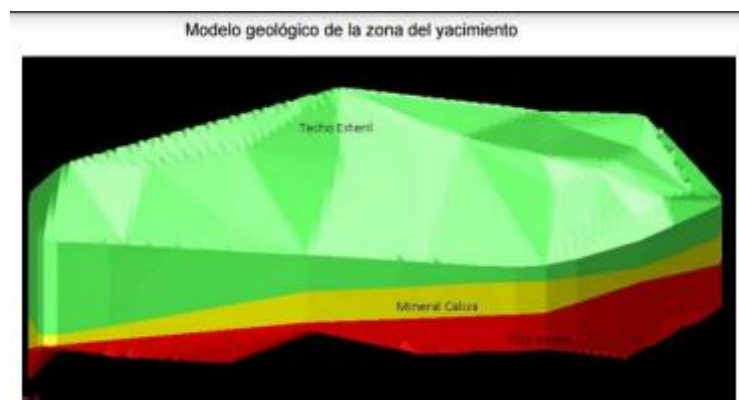 Modelo geológico de la zona del yacimiento
Techo Esteril
Mineral Caliza